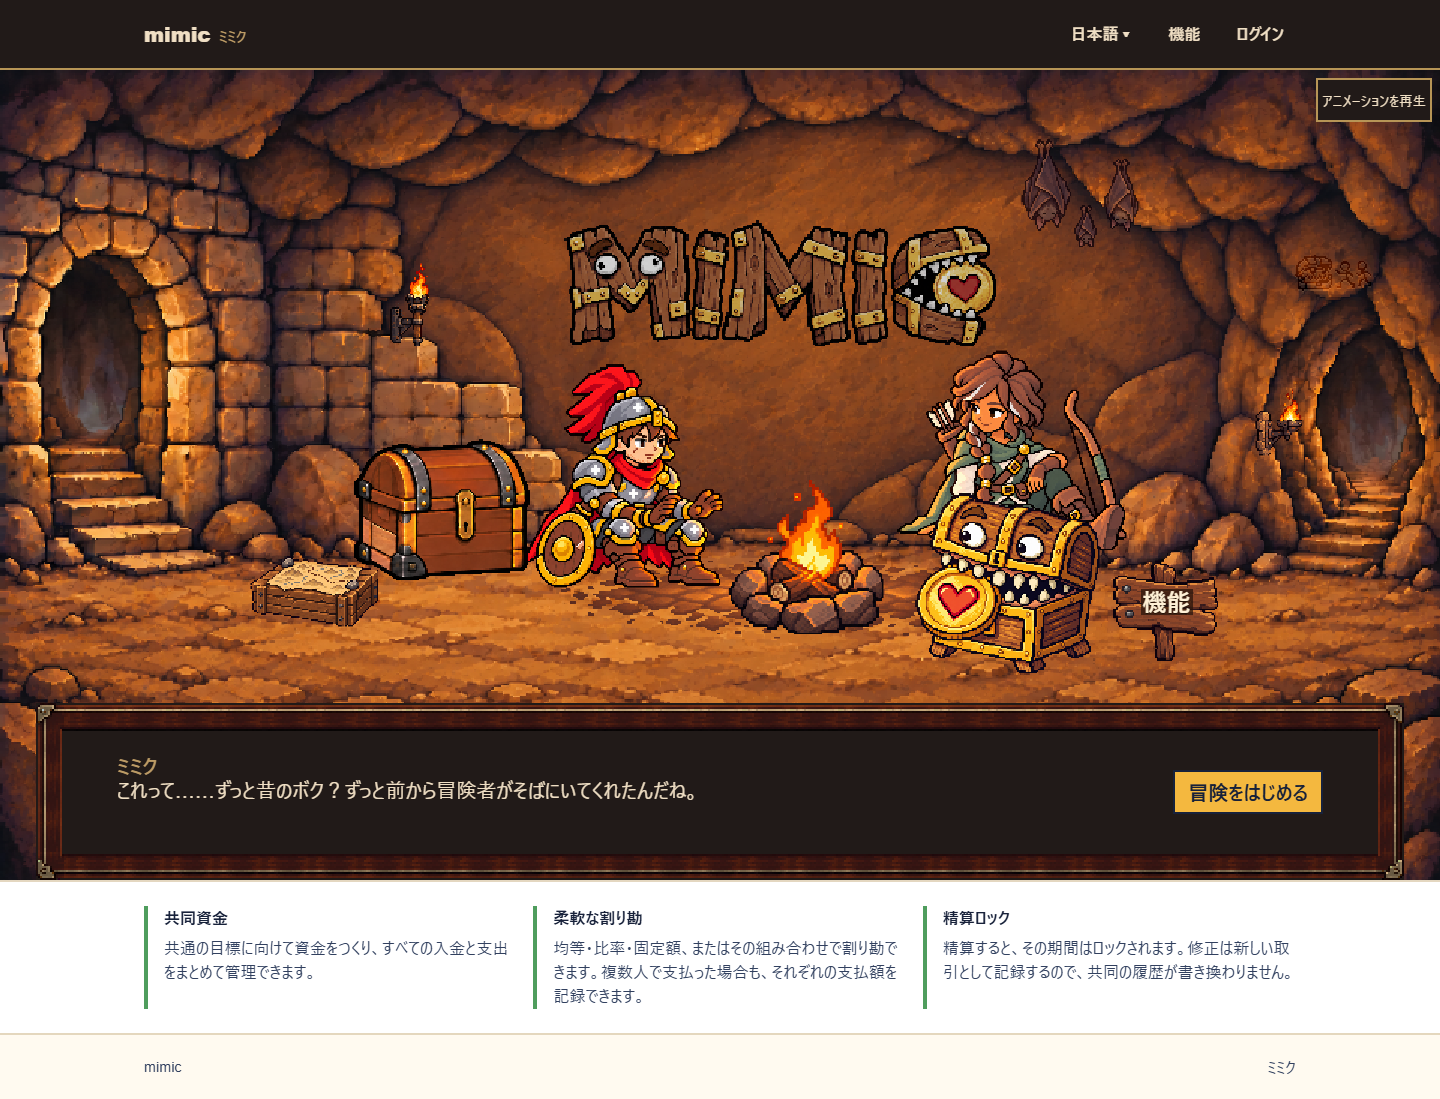 mimic ミミク
日本語 ▾ 機能 ログイン
アニメーションを再生
MIMIC
機能
ミミク
これって……ずっと昔のボク？ずっと前から冒険者がそばにいてくれたんだね。
冒険をはじめる
共同資金
共通の目標に向けて資金をつくり、すべての入金と支出
をまとめて管理できます。
柔軟な割り勘
均等・比率・固定額、またはその組み合わせで割り勘で
きます。複数人で支払った場合も、それぞれの支払額を
記録できます。
精算ロック
精算すると、その期間はロックされます。修正は新しい取
引として記録するので、共同の履歴が書き換わりません。
mimic
ミミク